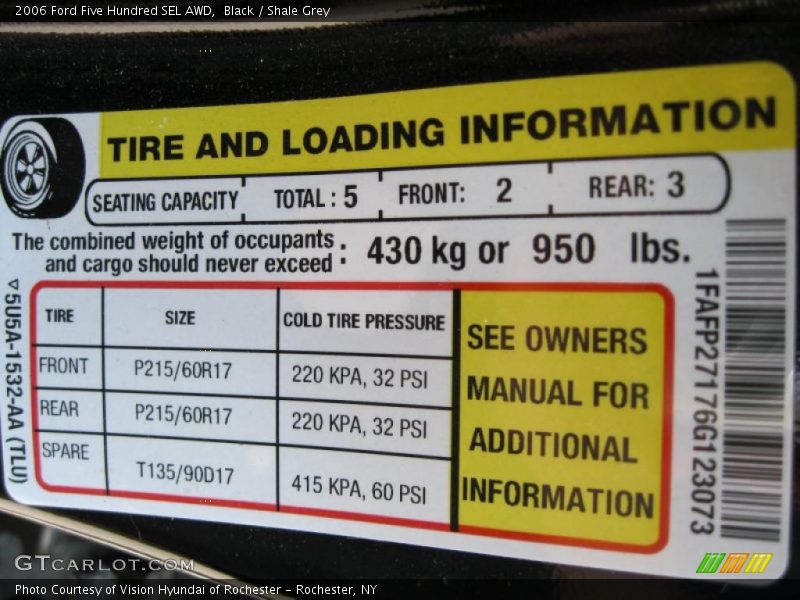 2006 Ford Five Hundred SEL AWD, Black / Shale Grey
TIRE AND LOADING INFORMATION
SEATING CAPACITY TOTAL : 5 FRONT: 2 REAR: 3
The combined weight of occupants
and cargo should never exceed : 430 kg or 950 lbs.
TIRE SIZE COLD TIRE PRESSURE
FRONT P215/60R17 220 KPA, 32 PSI
REAR P215/60R17 220 KPA, 32 PSI
SPARE T135/90D17 415 KPA, 60 PSI
SEE OWNERS
MANUAL FOR
ADDITIONAL
INFORMATION
▽5U5A-1532-AA (TLU)
1FAFP27176G123073
GTCARLOT.COM
Photo Courtesy of Vision Hyundai of Rochester - Rochester, NY